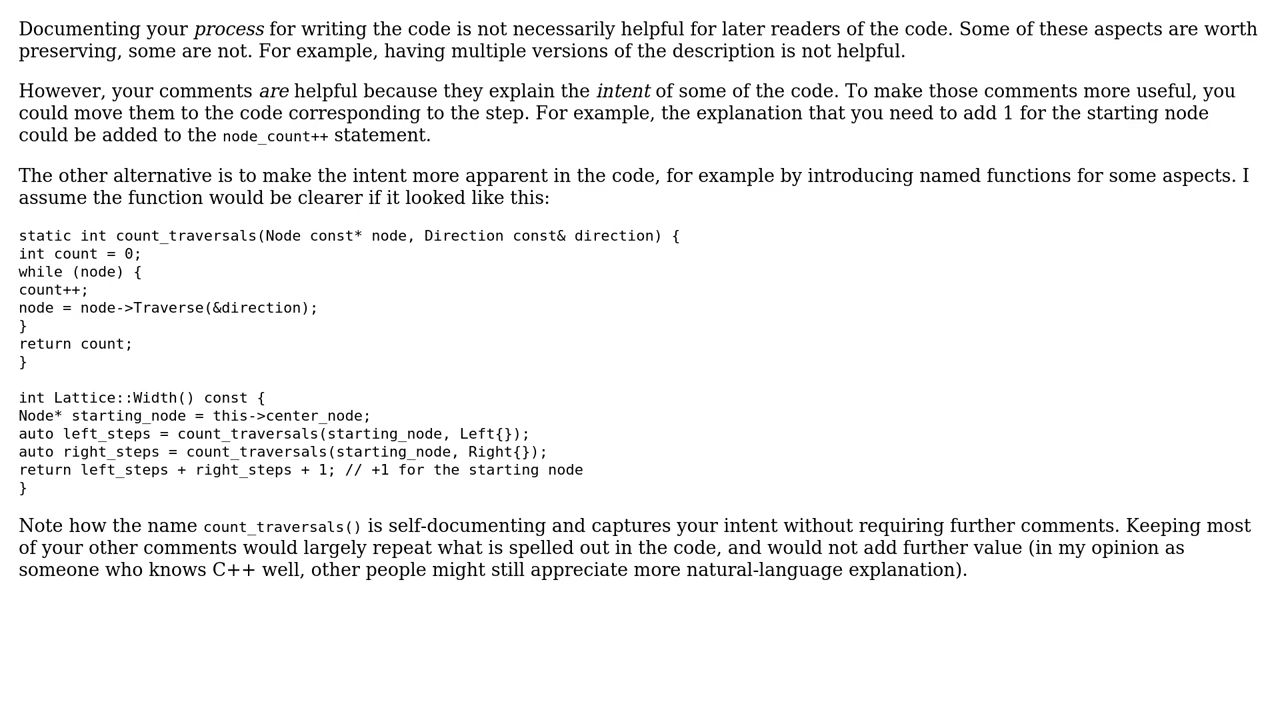 Documenting your process for writing the code is not necessarily helpful for later readers of the code. Some of these aspects are worth
preserving, some are not. For example, having multiple versions of the description is not helpful.
However, your comments are helpful because they explain the intent of some of the code. To make those comments more useful, you
could move them to the code corresponding to the step. For example, the explanation that you need to add 1 for the starting node
could be added to the node_count++ statement.
The other alternative is to make the intent more apparent in the code, for example by introducing named functions for some aspects. I
assume the function would be clearer if it looked like this:
static int count_traversals(Node const* node, Direction const& direction) {
int count = 0;
while (node) {
count++;
node = node->Traverse(&direction);
}
return count;
}
int Lattice::Width() const {
Node* starting_node = this->center_node;
auto left_steps = count_traversals(starting_node, Left{});
auto right_steps = count_traversals(starting_node, Right{});
return left_steps + right_steps + 1; // +1 for the starting node
}
Note how the name count_traversals() is self-documenting and captures your intent without requiring further comments. Keeping most
of your other comments would largely repeat what is spelled out in the code, and would not add further value (in my opinion as
someone who knows C++ well, other people might still appreciate more natural-language explanation).